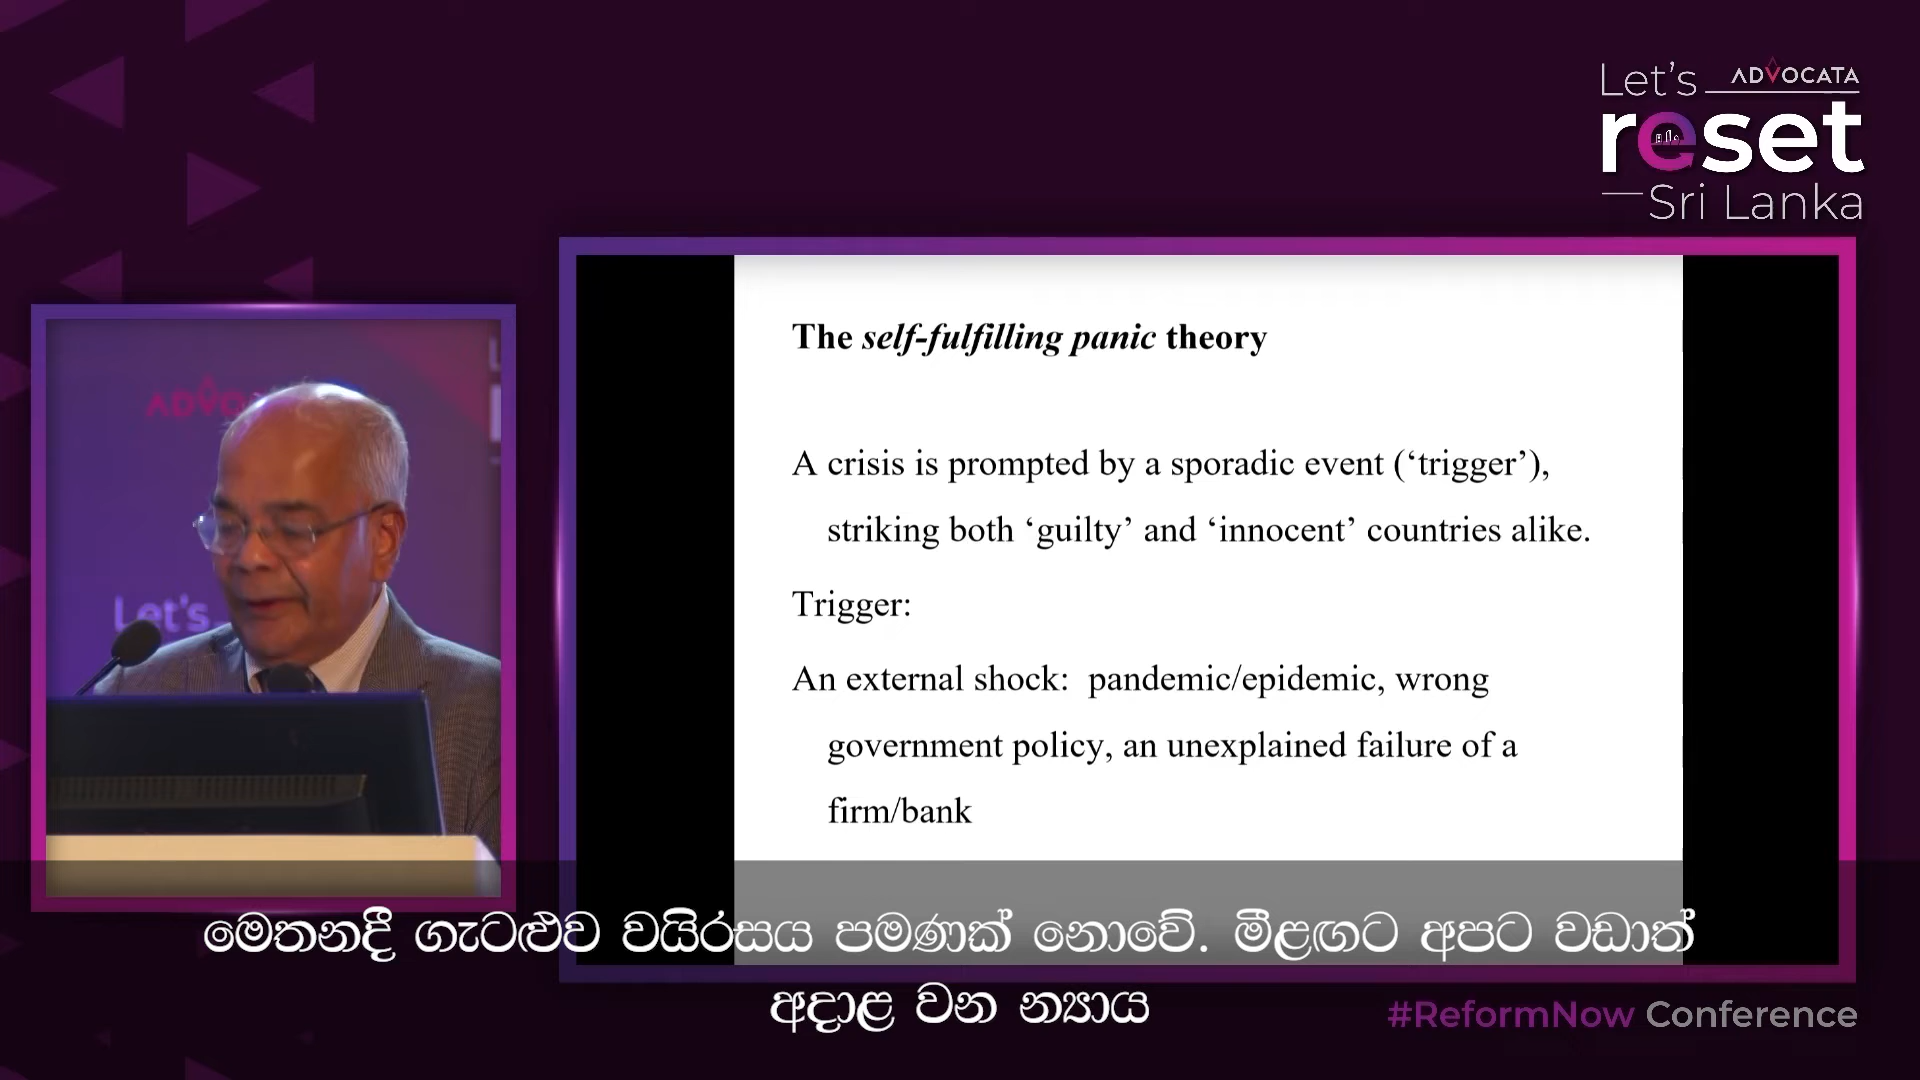 Let's ADVOCATA
reset
Sri Lanka
ADVOCA
Let's
The self-fulfilling panic theory
A crisis is prompted by a sporadic event (‘trigger’),
striking both ‘guilty’ and ‘innocent’ countries alike.
Trigger:
An external shock:  pandemic/epidemic, wrong
government policy, an unexplained failure of a
firm/bank
මෙතනදී ගැටළුව වයිරසය පමණක් නොවේ. මීළඟට අපට වඩාත්
අදාළ වන න්‍යාය
#ReformNow Conference